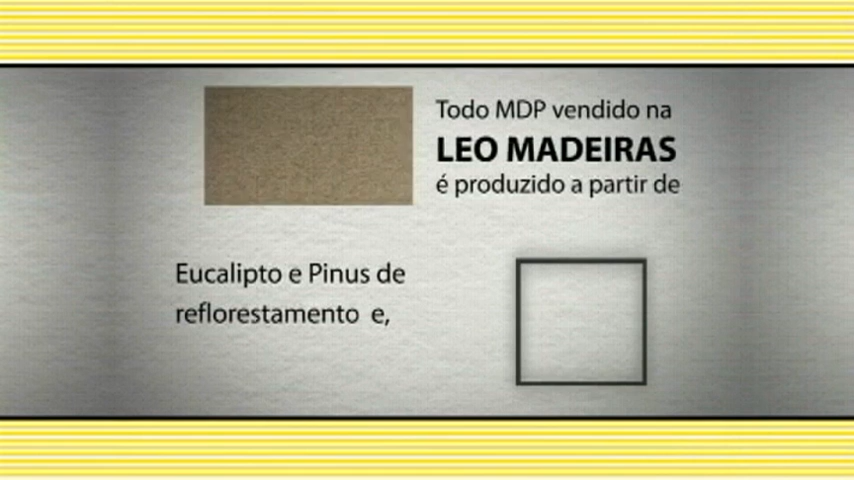 Todo MDP vendido na
LEO MADEIRAS
é produzido a partir de
Eucalipto e Pinus de
reflorestamento e,